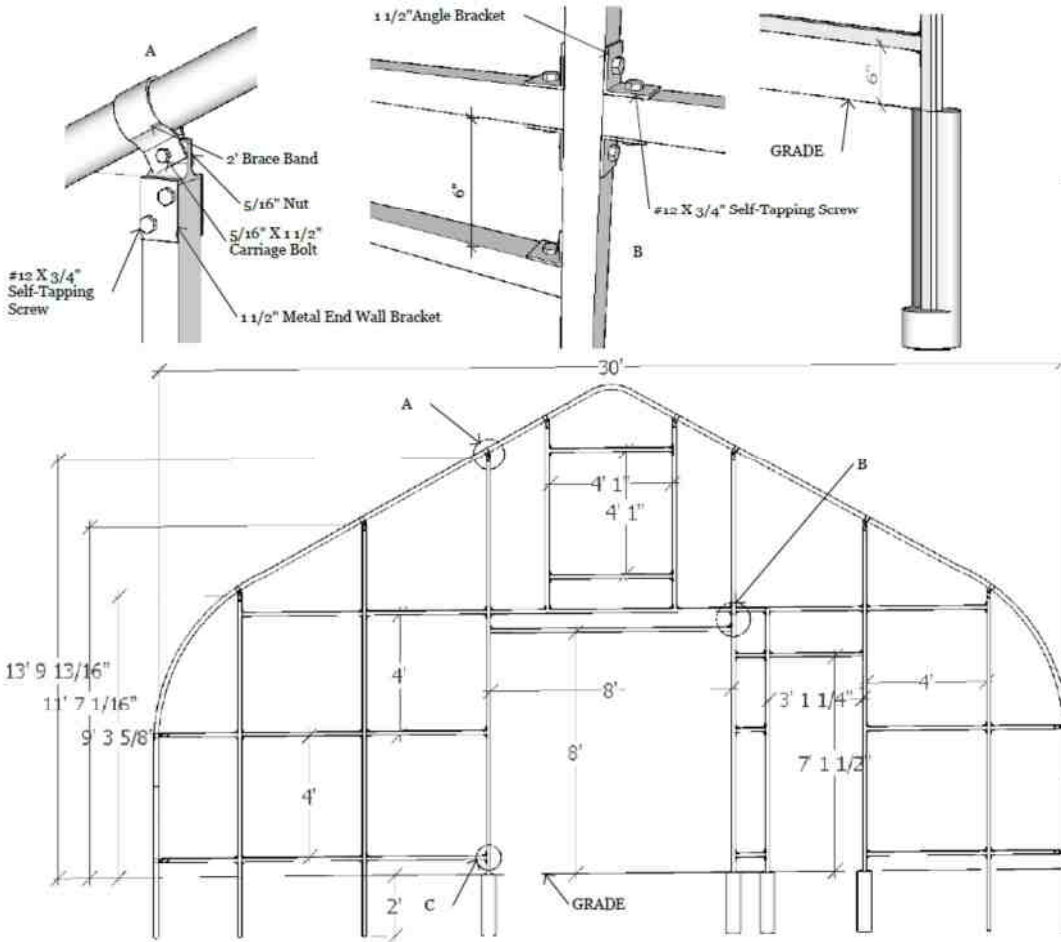 A
2' Brace Band
5/16" Nut
5/16" X 1 1/2"
Carriage Bolt
#12 X 3/4"
Self-Tapping
Screw
1 1/2" Metal End Wall Bracket
1 1/2"Angle Bracket
6"
#12 X 3/4" Self-Tapping Screw
B
6"
GRADE
30'
A
B
4' 1"
4' 1"
13' 9 13/16"
11' 7 1/16"
9' 3 5/8'
4'
8'
3' 1 1/4"
4'
8'
7' 1 1/2"
4'
2'
C
GRADE